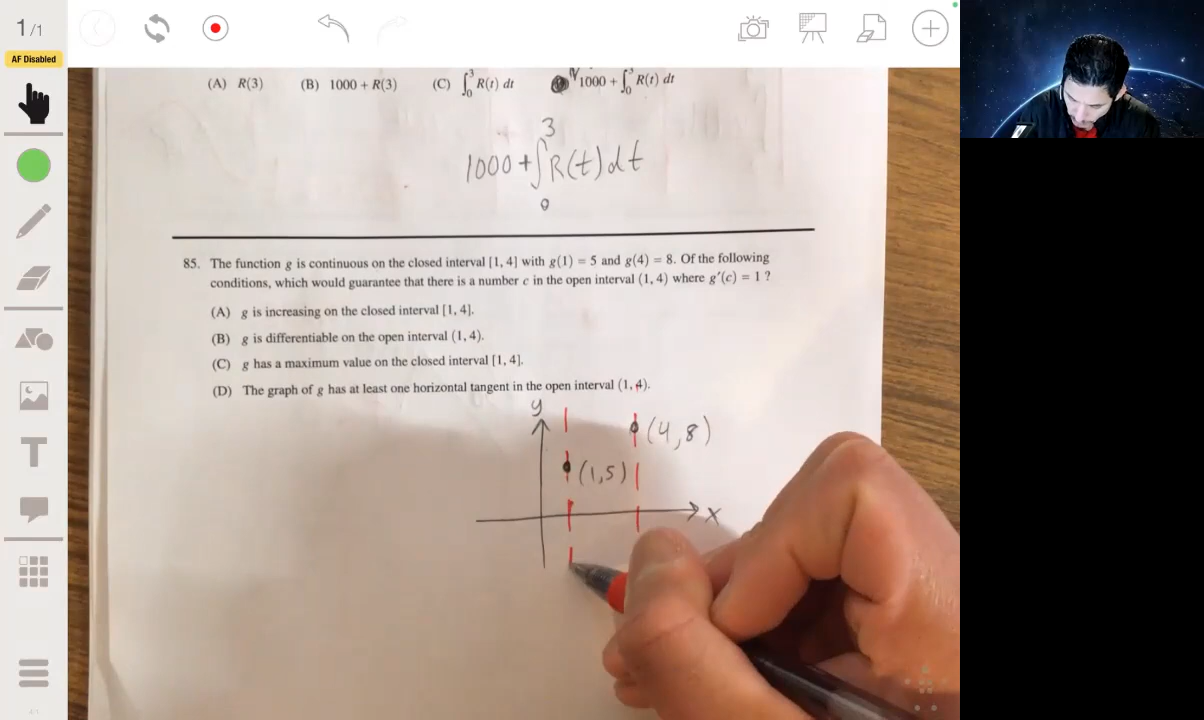 1/1
AF Disabled
(A) R(3) (B) 1000 + R(3) (C) ∫₀³ R(t) dt 1000 + ∫₀³ R(t) dt
3
1000 + ∫ R(t) dt
0
85. The function g is continuous on the closed interval [1, 4] with g(1) = 5 and g(4) = 8. Of the following
conditions, which would guarantee that there is a number c in the open interval (1, 4) where g′(c) = 1 ?
(A) g is increasing on the closed interval [1, 4].
(B) g is differentiable on the open interval (1, 4).
(C) g has a maximum value on the closed interval [1, 4].
(D) The graph of g has at least one horizontal tangent in the open interval (1, 4).
y
(4,8)
(1,5)
x
T